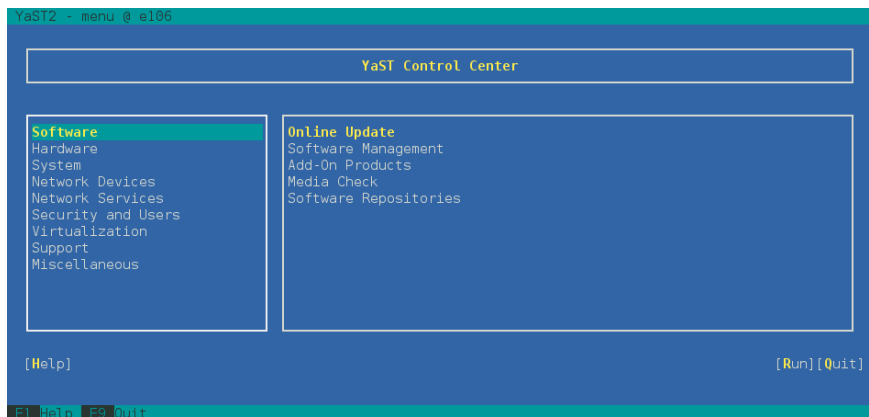 YaST2 - menu @ e106
YaST Control Center
Software
Hardware
System
Network Devices
Network Services
Security and Users
Virtualization
Support
Miscellaneous
Online Update
Software Management
Add-On Products
Media Check
Software Repositories
[Help]
[Run][Quit]
F1 Help F9 Quit